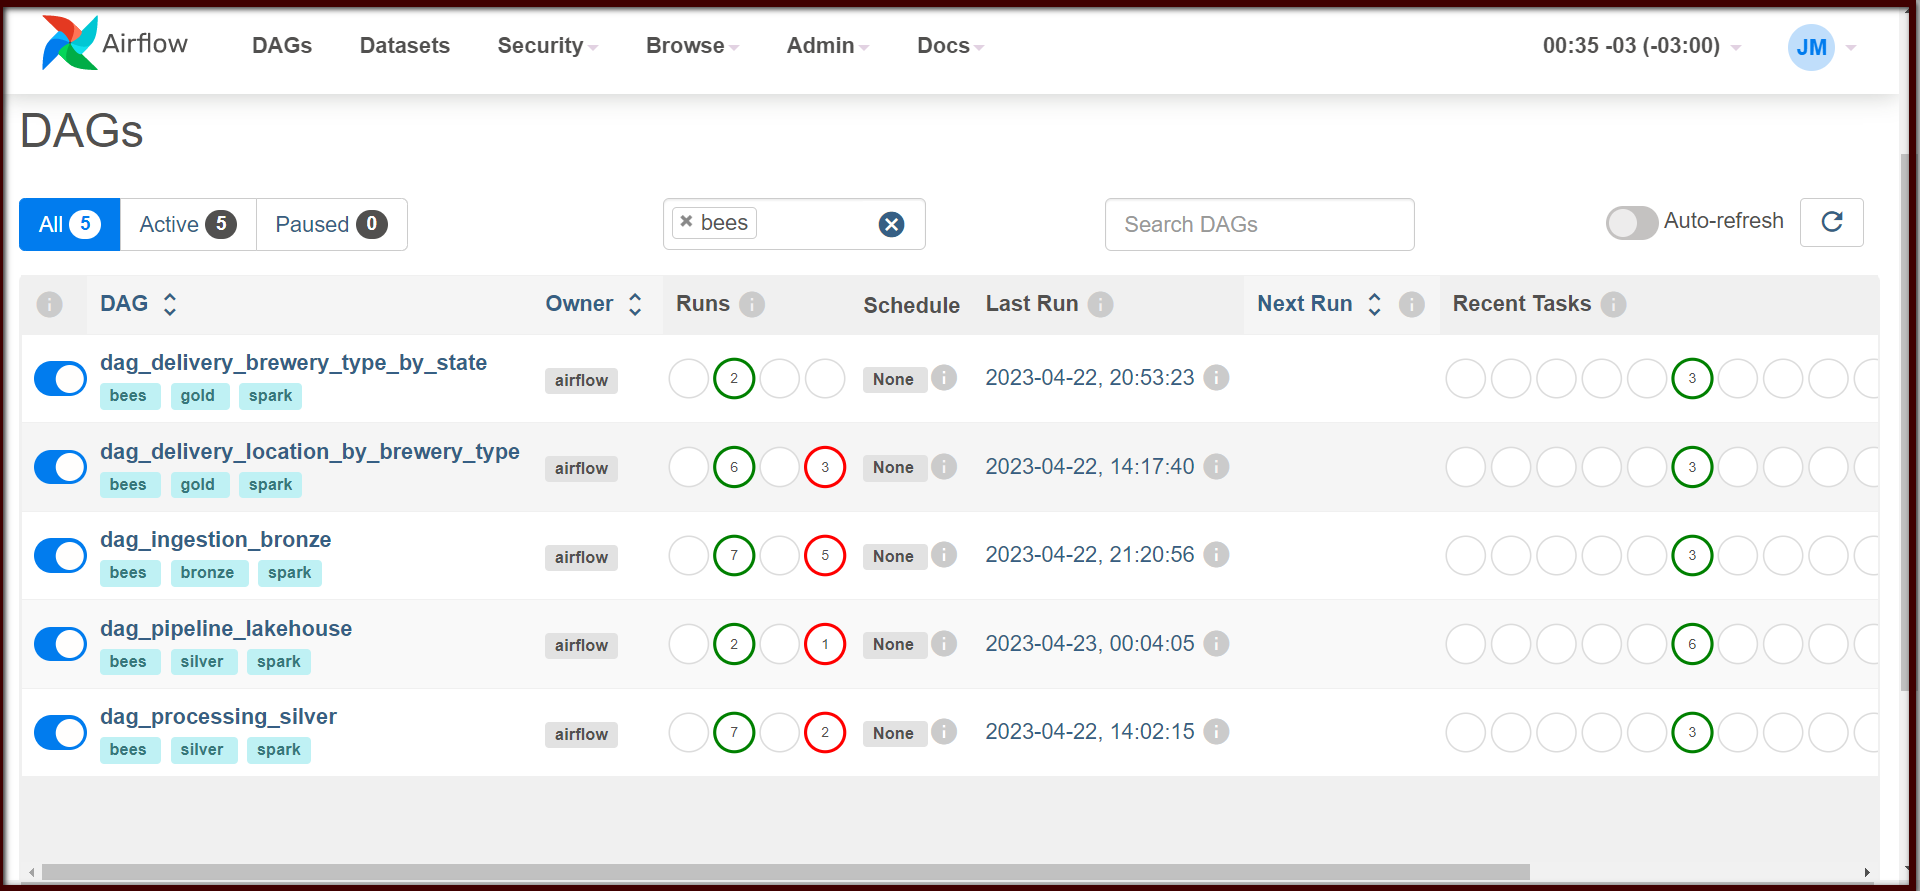 Airflow DAGs Datasets Security Browse Admin Docs 00:35 -03 (-03:00) JM
DAGs
All 5 Active 5 Paused 0 × bees Search DAGs Auto-refresh
DAG Owner Runs Schedule Last Run Next Run Recent Tasks
dag_delivery_brewery_type_by_state
bees gold spark
airflow 2 None 2023-04-22, 20:53:23 3
dag_delivery_location_by_brewery_type
bees gold spark
airflow 6 3 None 2023-04-22, 14:17:40 3
dag_ingestion_bronze
bees bronze spark
airflow 7 5 None 2023-04-22, 21:20:56 3
dag_pipeline_lakehouse
bees silver spark
airflow 2 1 None 2023-04-23, 00:04:05 6
dag_processing_silver
bees silver spark
airflow 7 2 None 2023-04-22, 14:02:15 3